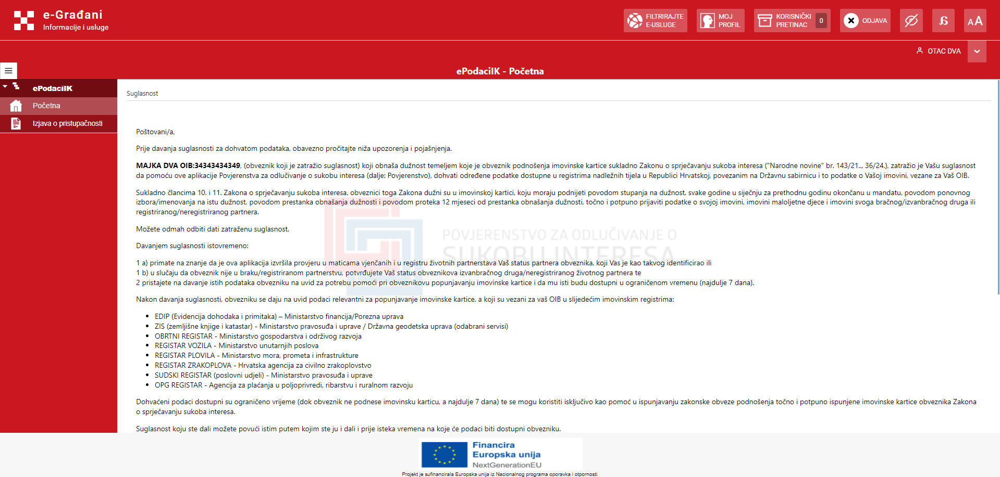 e-Građani
Informacije i usluge
FILTRIRAJTE
E-USLUGE
MOJ
PROFIL
KORISNIČKI
PRETINAC
0
ODJAVA
AA
OTAC DVA
ePodaciIK - Početna
ePodaciIK
Početna
Izjava o pristupačnosti
Suglasnost
Poštovani/a,
Prije davanja suglasnosti za dohvatom podataka, obavezno pročitajte niža upozorenja i pojašnjenja.
MAJKA DVA OIB:34343434349, (obveznik koji je zatražio suglasnost) koji obnaša dužnost temeljem koje je obveznik podnošenja imovinske kartice sukladno Zakonu o sprječavanju sukoba interesa ("Narodne novine" br. 143/21.., 36/24.), zatražio je Vašu suglasnost
da pomoću ove aplikacije Povjerenstva za odlučivanje o sukobu interesa (dalje: Povjerenstvo), dohvati određene podatke dostupne u registrima nadležnih tijela u Republici Hrvatskoj, povezanim na Državnu sabirnicu i to podatke o Vašoj imovini, vezane za Vaš OIB.
Sukladno člancima 10. i 11. Zakona o sprječavanju sukoba interesa, obveznici toga Zakona dužni su u imovinskoj kartici, koju moraju podnijeti povodom stupanja na dužnost, svake godine u siječnju za prethodnu godinu okončanu u mandatu, povodom ponovnog
izbora/imenovanja na istu dužnost, povodom prestanka obnašanja dužnosti i povodom proteka 12 mjeseci od prestanka obnašanja dužnosti, točno i potpuno prijaviti podatke o svojoj imovini, imovini maloljetne djece i imovini svoga bračnog/izvanbračnog druga ili
registriranog/neregistriranog partnera.
Možete odmah odbiti dati zatraženu suglasnost.
Davanjem suglasnosti istovremeno:
POVJERENSTVO ZA ODLUČIVANJE O
SUKOBU INTERESA
1 a) primate na znanje da je ova aplikacija izvršila provjeru u maticama vjenčanih i u registru životnih partnerstava Vaš status partnera obveznika, koji Vas je kao takvog identificirao ili
1 b) u slučaju da obveznik nije u braku/registriranom partnerstvu, potvrđujete Vaš status obveznikova izvanbračnog druga/neregistriranog životnog partnera te
2 pristajete na davanje istih podataka obvezniku na uvid za potrebu pomoći pri obveznikovu popunjavanju imovinske kartice i da mu isti budu dostupni u ograničenom vremenu (najdulje 7 dana).
Nakon davanja suglasnosti, obvezniku se daju na uvid podaci relevantni za popunjavanje imovinske kartice, a koji su vezani za vaš OIB u slijedećim imovinskim registrima:
• EDIP (Evidencija dohodaka i primitaka) – Ministarstvo financija/Porezna uprava
• ZIS (zemljišne knjige i katastar) - Ministarstvo pravosuđa i uprave / Državna geodetska uprava (odabrani servisi)
• OBRTNI REGISTAR - Ministarstvo gospodarstva i održivog razvoja
• REGISTAR VOZILA - Ministarstvo unutarnjih poslova
• REGISTAR PLOVILA - Ministarstvo mora, prometa i infrastrukture
• REGISTAR ZRAKOPLOVA - Hrvatska agencija za civilno zrakoplovstvo
• SUDSKI REGISTAR (poslovni udjeli) - Ministarstvo pravosuđa i uprave
• OPG REGISTAR - Agencija za plaćanja u poljoprivredi, ribarstvu i ruralnom razvoju
Dohvaćeni podaci dostupni su ograničeno vrijeme (dok obveznik ne podnese imovinsku karticu, a najdulje 7 dana) te se mogu koristiti isključivo kao pomoć u ispunjavanju zakonske obveze podnošenja točno i potpuno ispunjene imovinske kartice obveznika Zakona
o sprječavanju sukoba interesa.
Suglasnost koju ste dali možete povući istim putem kojim ste ju i dali i prije isteka vremena na koje će podaci biti dostupni obvezniku.
Financira
Europska unija
NextGenerationEU
Projekt je sufinancirala Europska unija iz Nacionalnog programa oporavka i otpornosti.